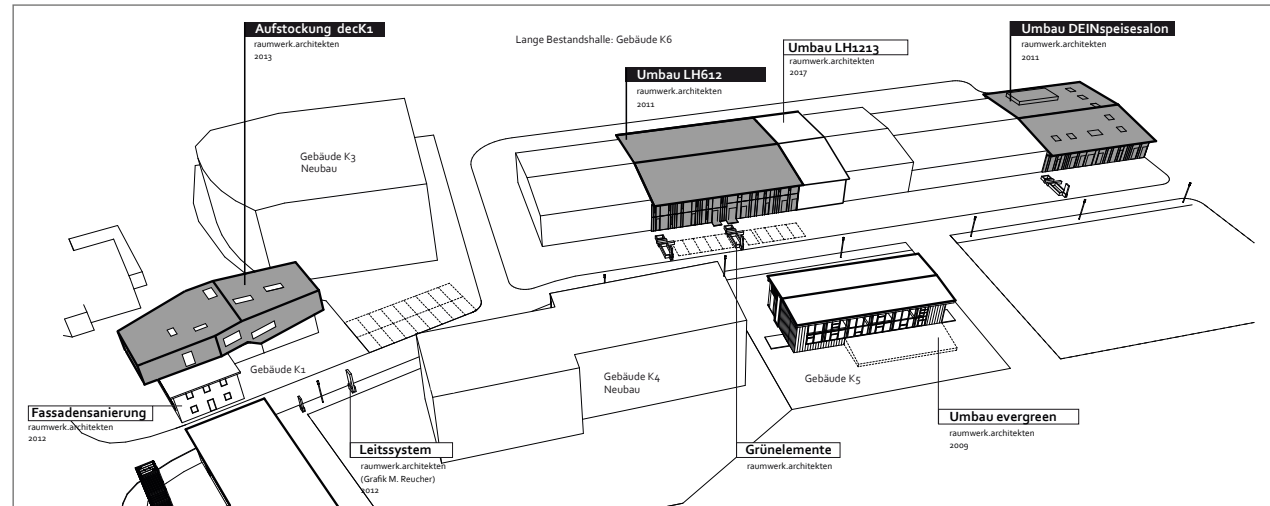 Aufstockung decK1
raumwerk.architekten
2013
Lange Bestandshalle: Gebäude K6
Umbau LH612
raumwerk.architekten
2011
Umbau LH1213
raumwerk.architekten
2017
Umbau DEINspeisesalon
raumwerk.architekten
2011
Gebäude K3
Neubau
Gebäude K1
Gebäude K4
Neubau
Gebäude K5
Fassadensanierung
raumwerk.architekten
2012
Leitssystem
raumwerk.architekten
(Grafik M. Reucher)
2012
Grünelemente
raumwerk.architekten
Umbau evergreen
raumwerk.architekten
2009